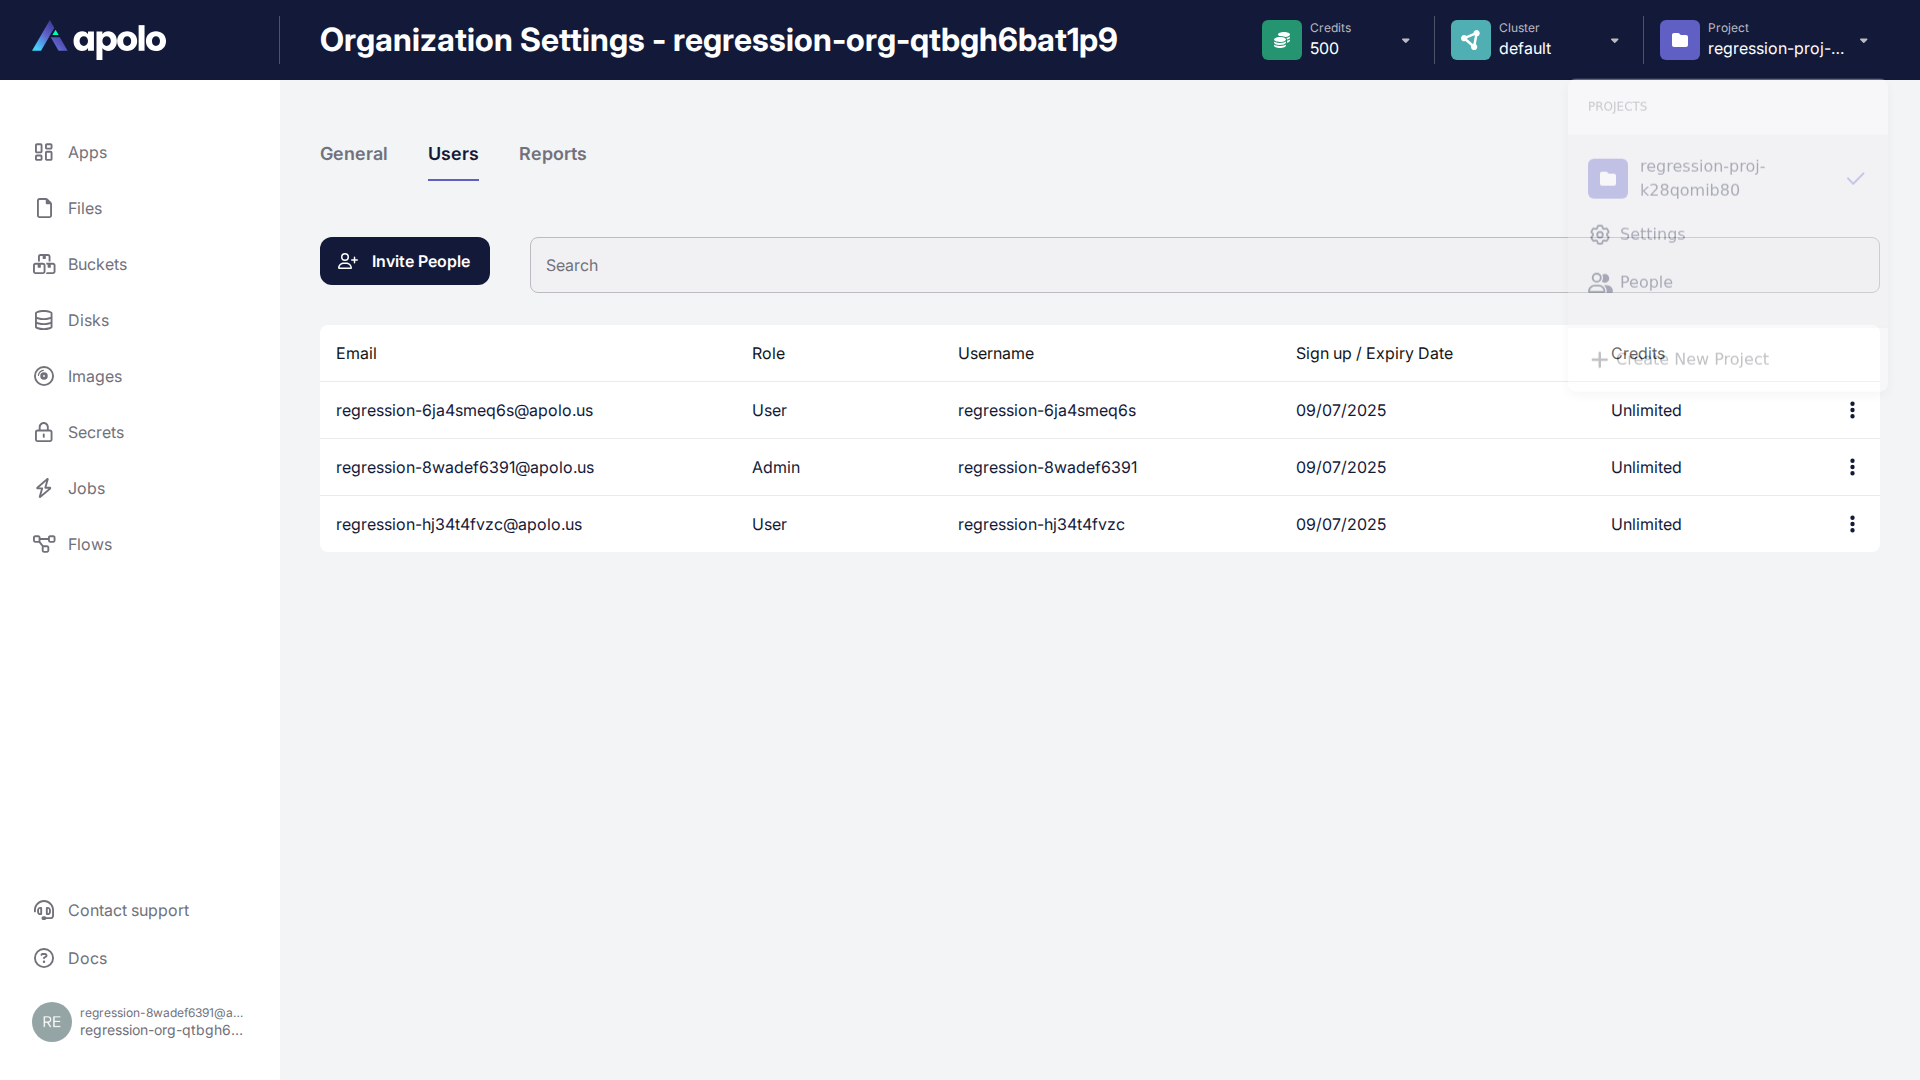 apolo
Organization Settings - regression-org-qtbgh6bat1p9
Credits
500
Cluster
default
Project
regression-proj-...
PROJECTS
regression-proj-
k28qomib80
Settings
People
Create New Project
Apps
Files
Buckets
Disks
Images
Secrets
Jobs
Flows
General Users Reports
Invite People
Search
Email Role Username Sign up / Expiry Date Credits
regression-6ja4smeq6s@apolo.us User regression-6ja4smeq6s 09/07/2025 Unlimited
regression-8wadef6391@apolo.us Admin regression-8wadef6391 09/07/2025 Unlimited
regression-hj34t4fvzc@apolo.us User regression-hj34t4fvzc 09/07/2025 Unlimited
Contact support
Docs
RE
regression-8wadef6391@a...
regression-org-qtbgh6...